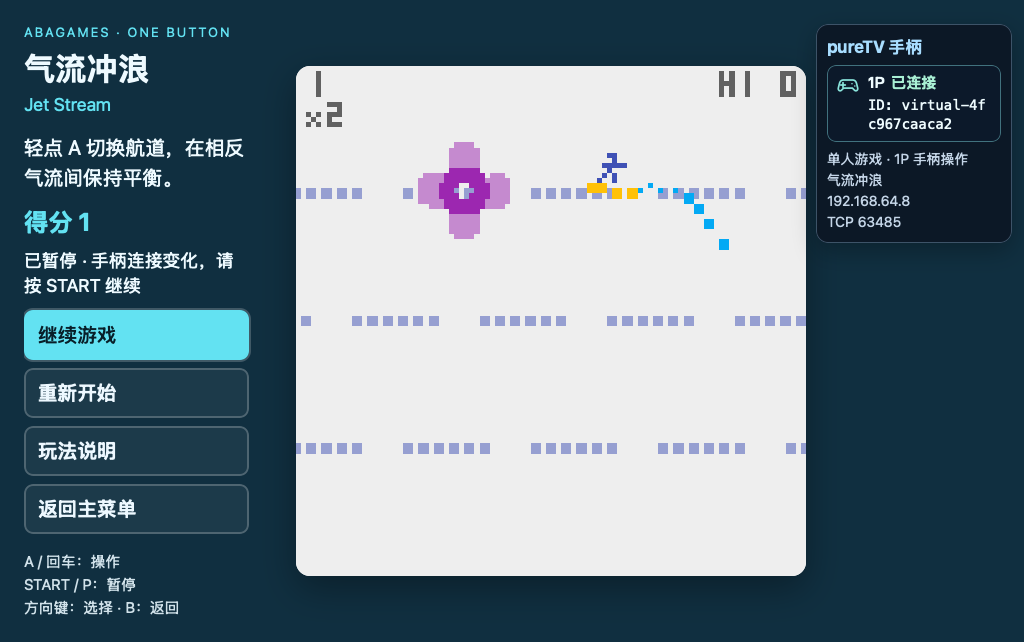 ABAGAMES · ONE BUTTON
气流冲浪
Jet Stream
轻点 A 切换航道，在相反
气流间保持平衡。
得分 1
已暂停 · 手柄连接变化，请
按 START 继续
继续游戏
重新开始
玩法说明
返回主菜单
A / 回车：操作
START / P：暂停
方向键：选择 · B：返回
1
HI 0
x2
pureTV 手柄
1P 已连接
ID: virtual-4f
c967caaca2
单人游戏 · 1P 手柄操作
气流冲浪
192.168.64.8
TCP 63485